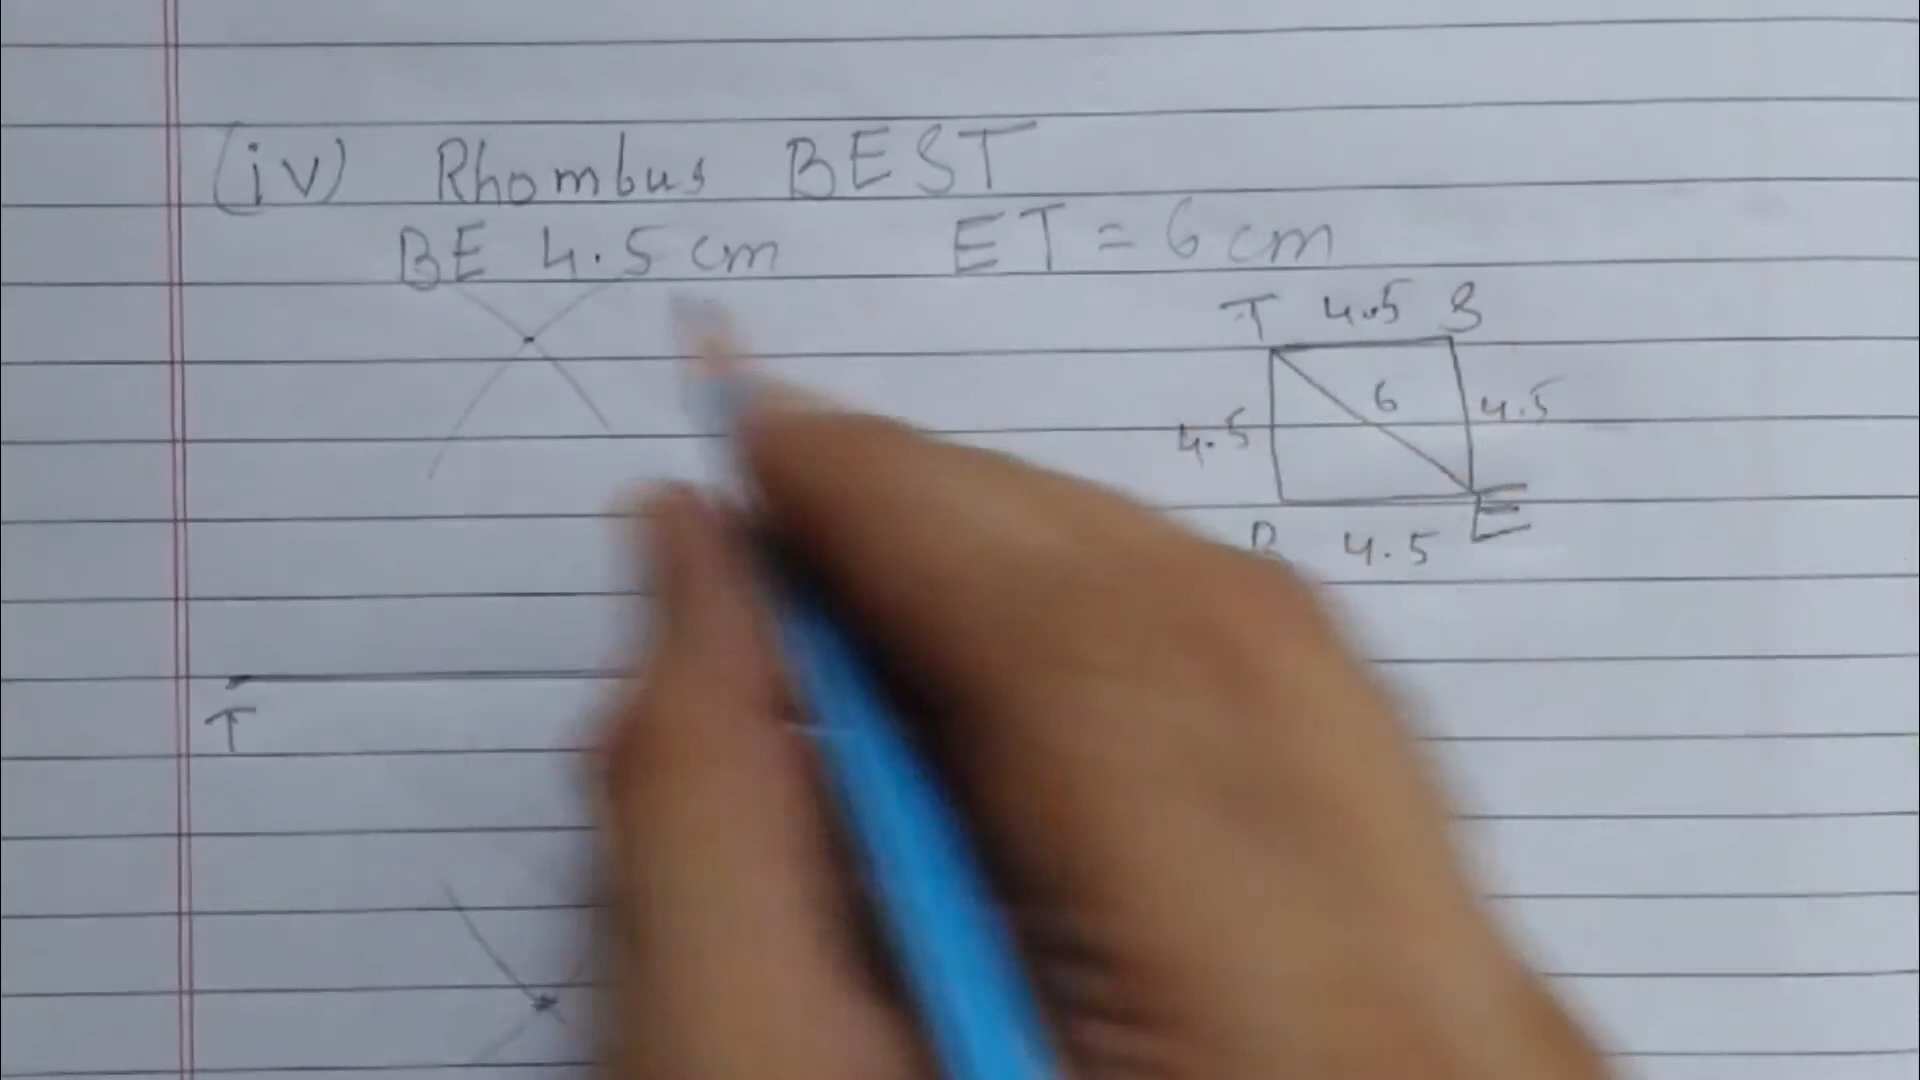 (iv) Rhombus BEST
BE 4.5 cm ET = 6 cm
T 4.5 S
6
4.5
4.5
B 4.5 E
T